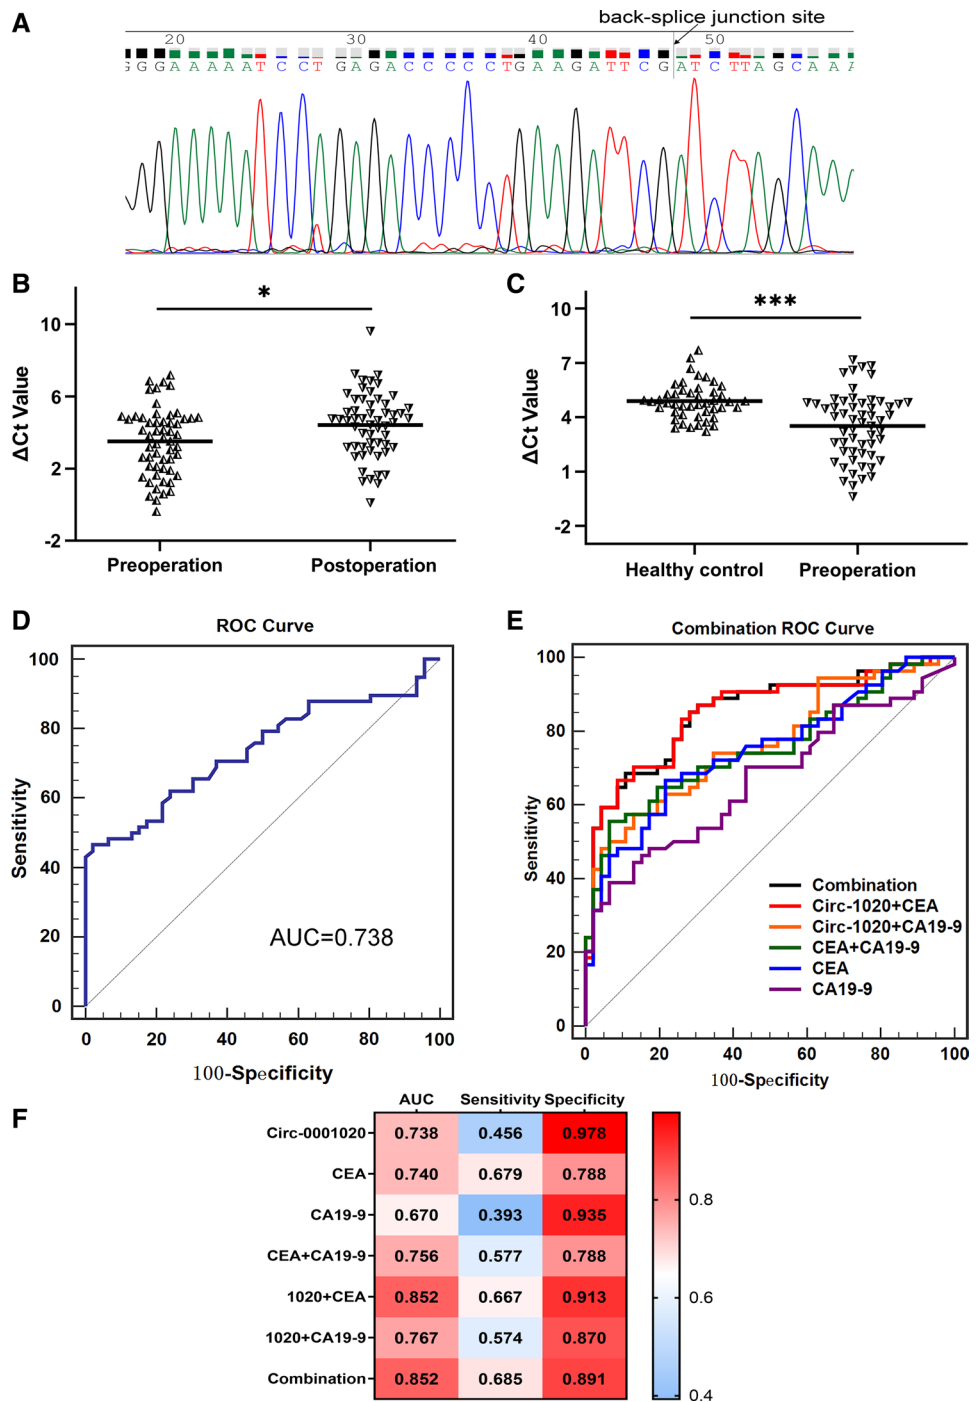 A
back-splice junction site
20 30 40 50
G G G A A A A A T C C T G A G A C C C C C T G A A G A T T C G A T C T T A G C A A A
B
*
10
6
2
-2
ΔCt Value
Preoperation Postoperation
C
***
10
7
4
1
-2
ΔCt Value
Healthy control Preoperation
D
ROC Curve
100
80
60
40
20
0
Sensitivity
AUC=0.738
0 20 40 60 80 100
100-Specificity
E
Combination ROC Curve
100
80
60
40
20
0
Sensitivity
Combination
Circ-1020+CEA
Circ-1020+CA19-9
CEA+CA19-9
CEA
CA19-9
0 20 40 60 80 100
100-Specificity
F
AUC Sensitivity Specificity
Circ-0001020 0.738 0.456 0.978
CEA 0.740 0.679 0.788
CA19-9 0.670 0.393 0.935
CEA+CA19-9 0.756 0.577 0.788
1020+CEA 0.852 0.667 0.913
1020+CA19-9 0.767 0.574 0.870
Combination 0.852 0.685 0.891
0.8
0.6
0.4